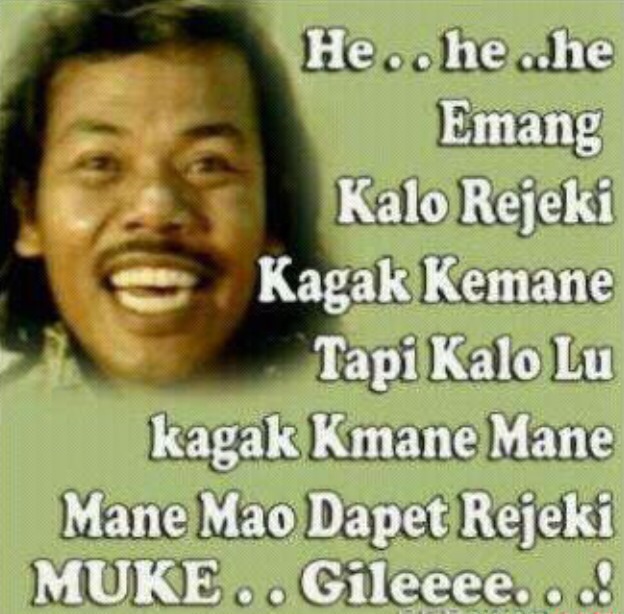 He . . he ..he
Emang
Kalo Rejeki
Kagak Kemane
Tapi Kalo Lu
kagak Kmane Mane
Mane Mao Dapet Rejeki
MUKE . . Gileeee. . .!